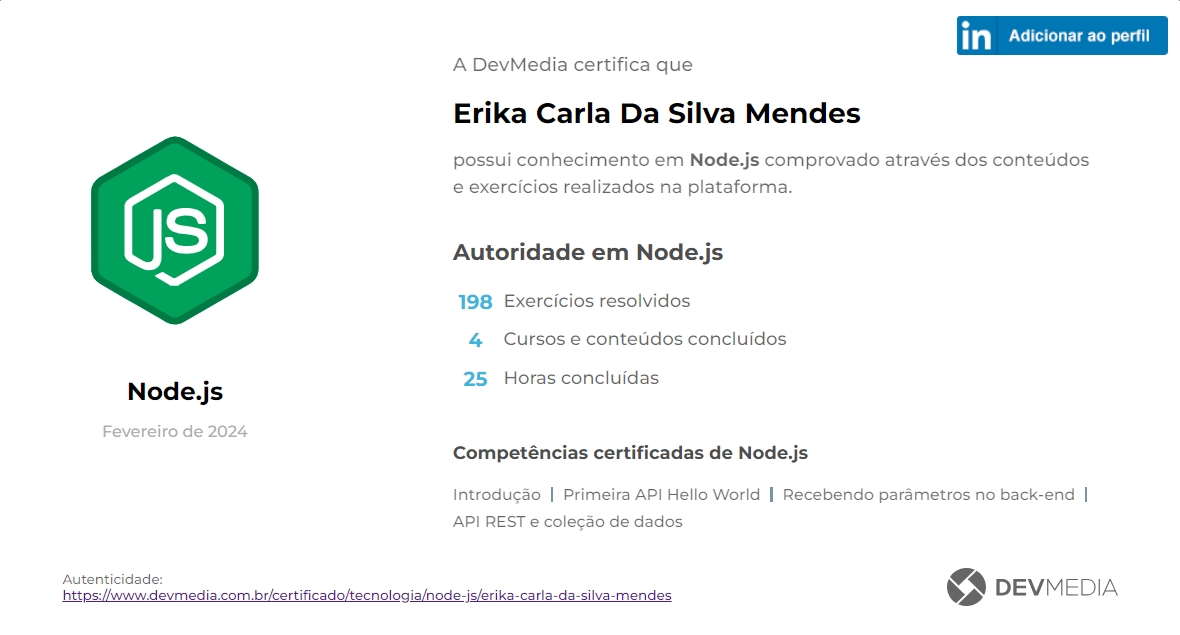 in Adicionar ao perfil
A DevMedia certifica que
Erika Carla Da Silva Mendes
possui conhecimento em Node.js comprovado através dos conteúdos
e exercícios realizados na plataforma.
JS
Node.js
Fevereiro de 2024
Autoridade em Node.js
198 Exercícios resolvidos
4 Cursos e conteúdos concluídos
25 Horas concluídas
Competências certificadas de Node.js
Introdução | Primeira API Hello World | Recebendo parâmetros no back-end |
API REST e coleção de dados
Autenticidade:
https://www.devmedia.com.br/certificado/tecnologia/node-js/erika-carla-da-silva-mendes
DEVMEDIA